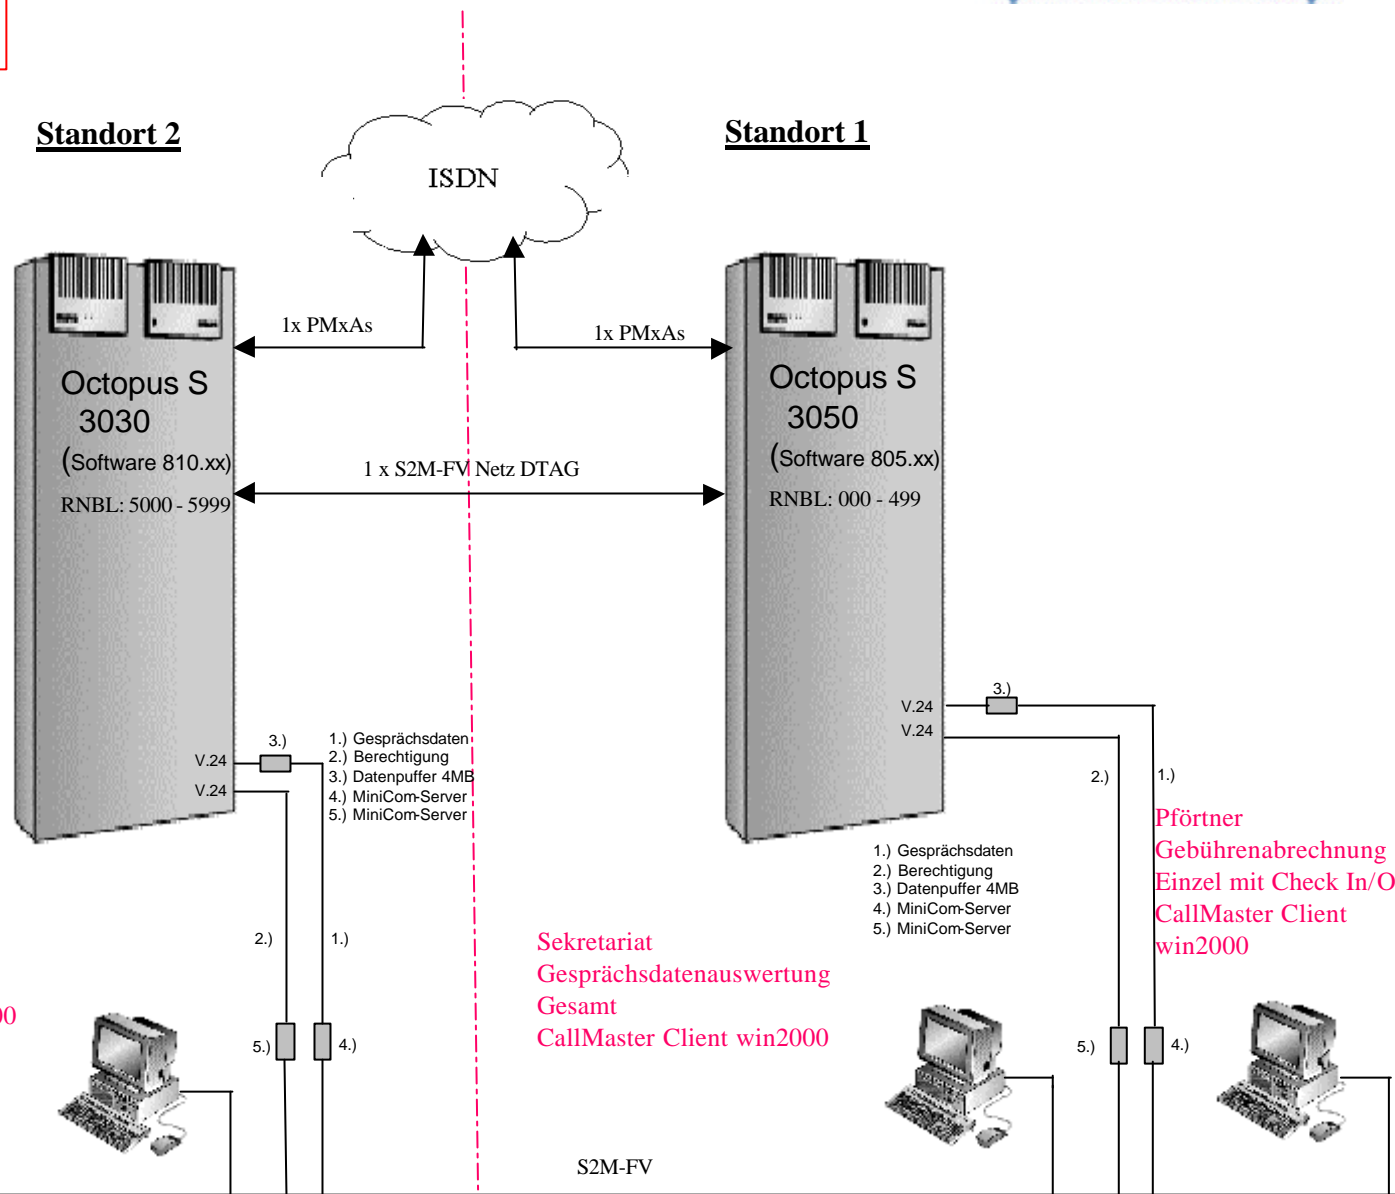 Standort 2
Standort 1
ISDN
1x PMxAs
1x PMxAs
Octopus S
3030
(Software 810.xx)
RNBL: 5000 - 5999
Octopus S
3050
(Software 805.xx)
RNBL: 000 - 499
1 x S2M-FV Netz DTAG
V.24
V.24
3.)
1.) Gesprächsdaten
2.) Berechtigung
3.) Datenpuffer 4MB
4.) MiniCom-Server
5.) MiniCom-Server
2.)
1.)
5.)
4.)
00
V.24
V.24
3.)
2.)
1.)
1.) Gesprächsdaten
2.) Berechtigung
3.) Datenpuffer 4MB
4.) MiniCom-Server
5.) MiniCom-Server
Pförtner
Gebührenabrechnung
Einzel mit Check In/O
CallMaster Client
win2000
Sekretariat
Gesprächsdatenauswertung
Gesamt
CallMaster Client win2000
5.)
4.)
S2M-FV